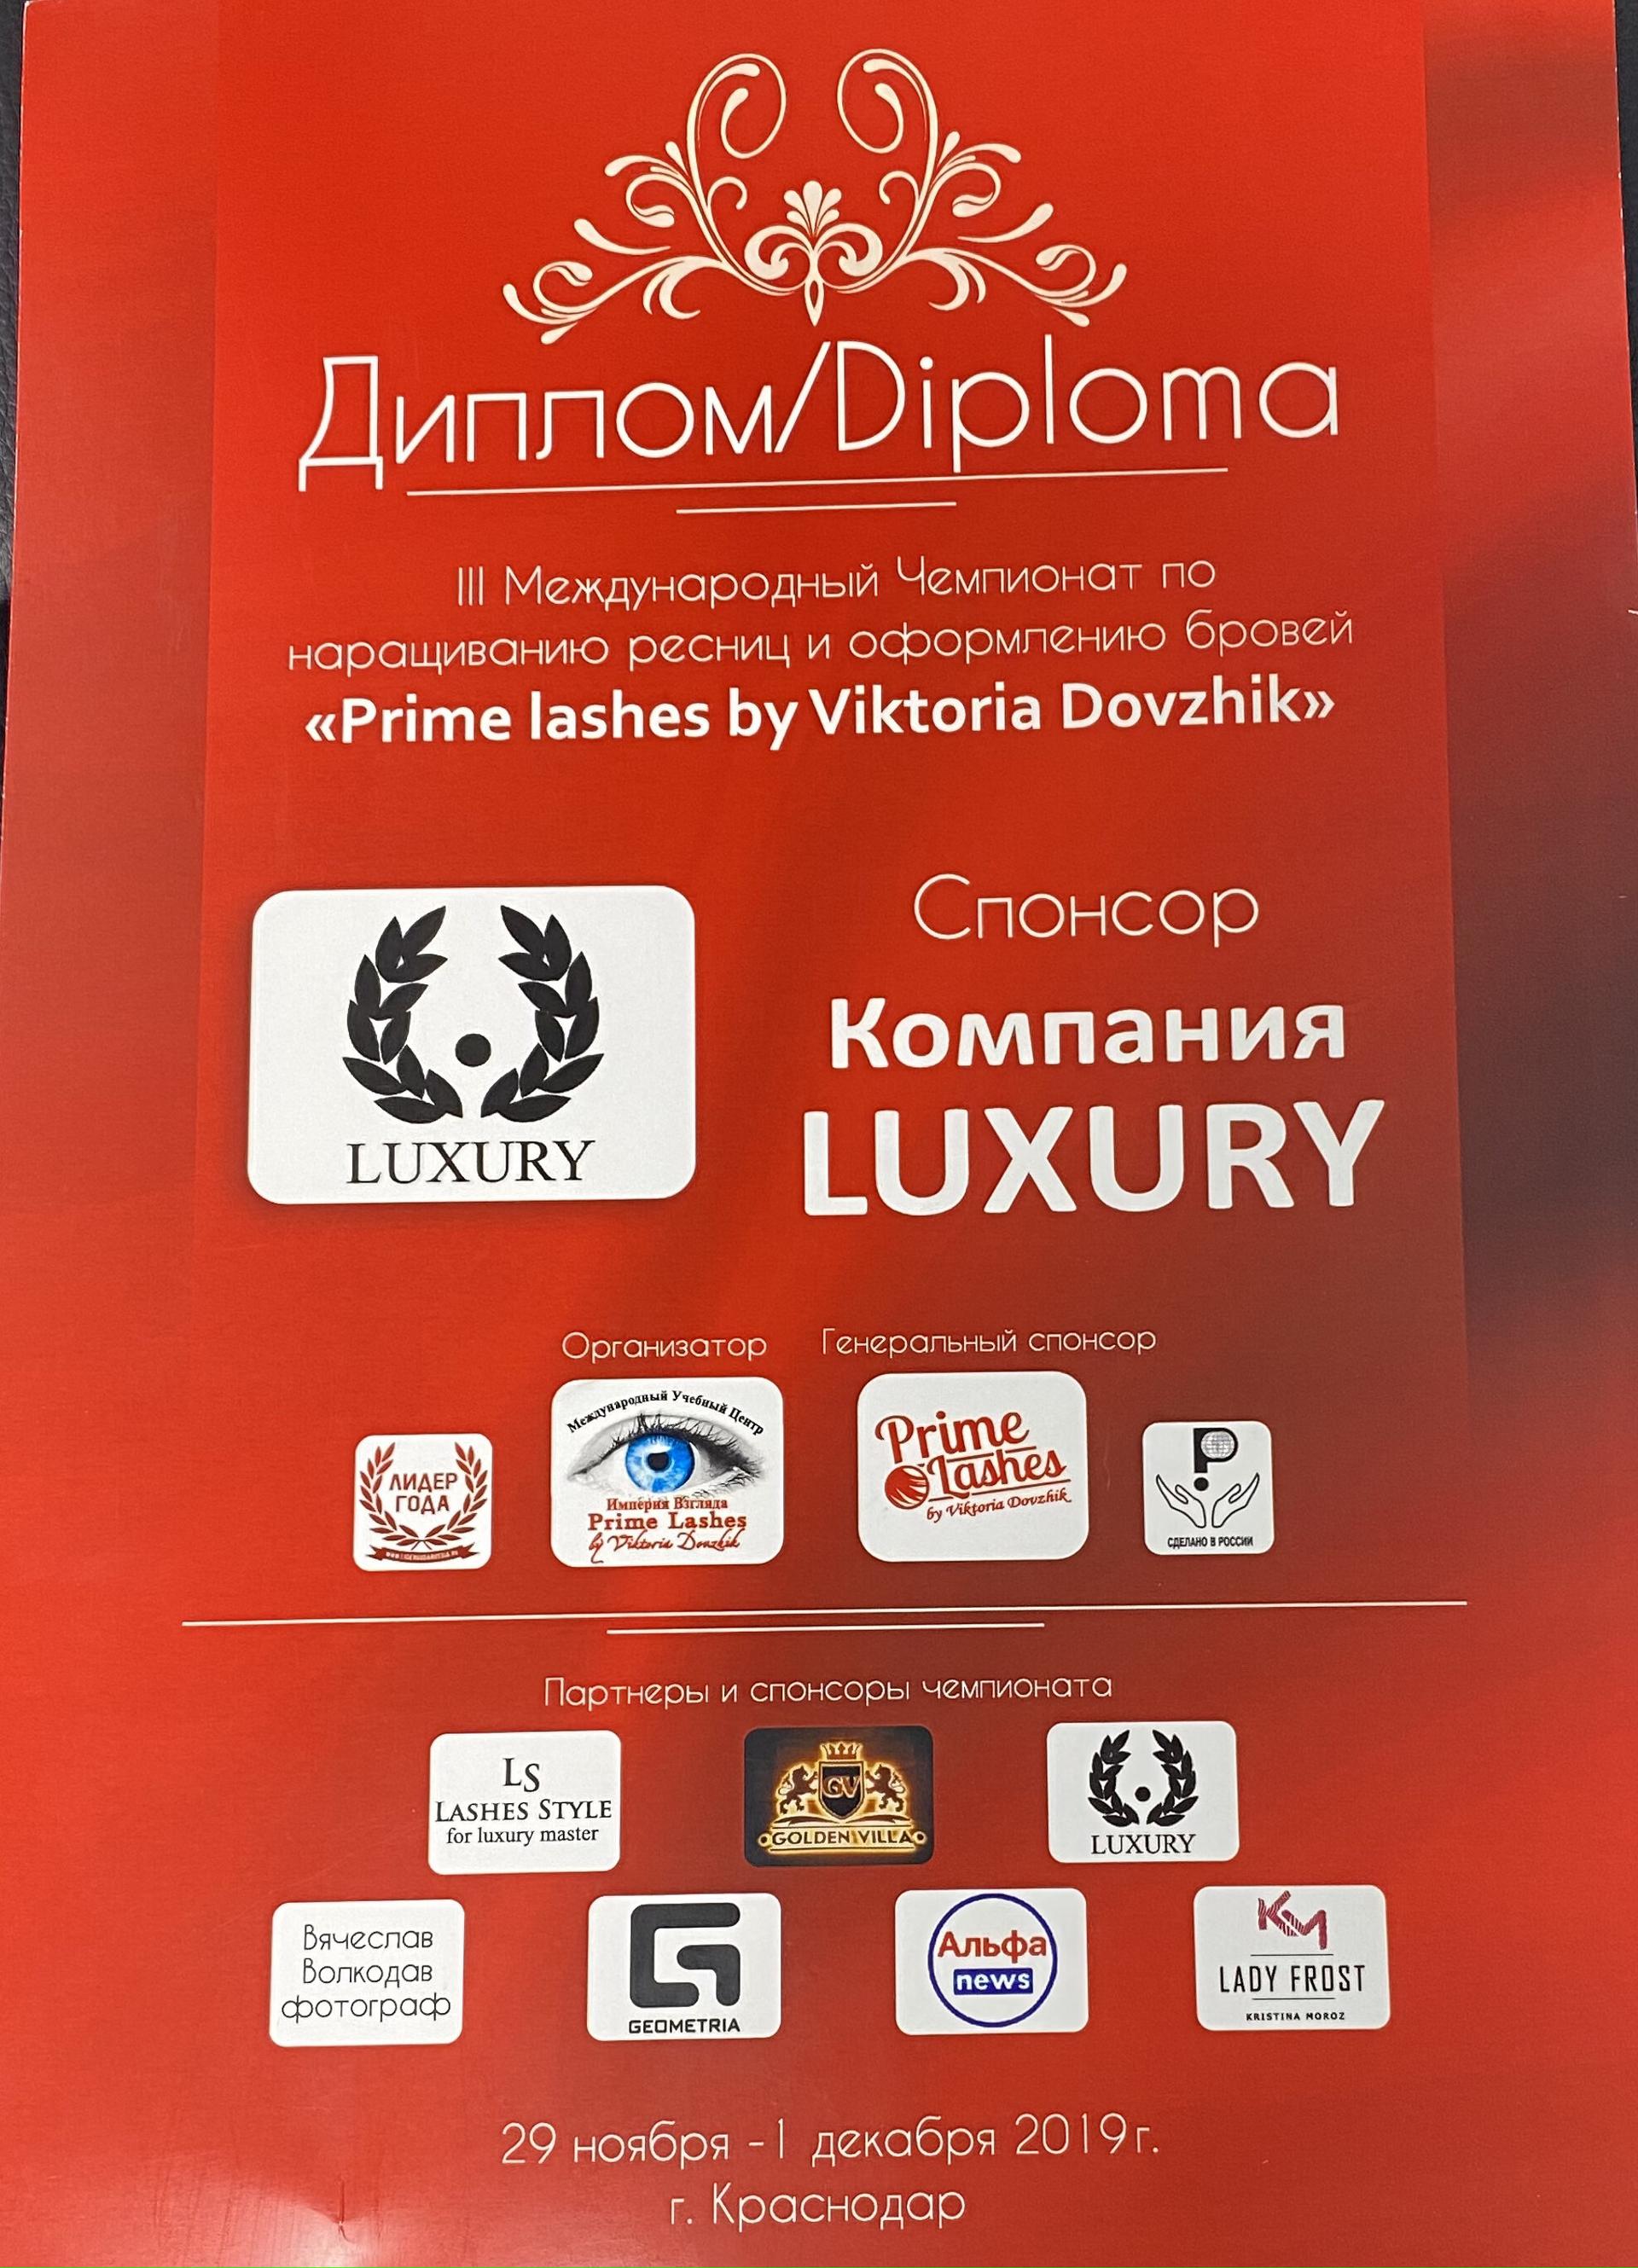 Диплом/Diploma
III Международный Чемпионат по
наращиванию ресниц и оформлению бровей
«Prime lashes by Viktoria Dovzhik»
Спонсор
Компания
LUXURY
LUXURY
Организатор
Генеральный спонсор
ЛИДЕР
ГОДА
Международный Учебный Центр
Империя Взгляда
Prime Lashes
by Viktoria Dovzhik
Prime
Lashes
by Viktoria Dovzhik
СДЕЛАНО В РОССИИ
Партнеры и спонсоры чемпионата
LS
LASHES STYLE
for luxury master
GV
GOLDEN VILLA
LUXURY
Вячеслав
Волкодав
фотограф
GEOMETRIA
Альфа
news
KM
LADY FROST
KRISTINA MOROZ
29 ноября - 1 декабря 2019г.
г. Краснодар